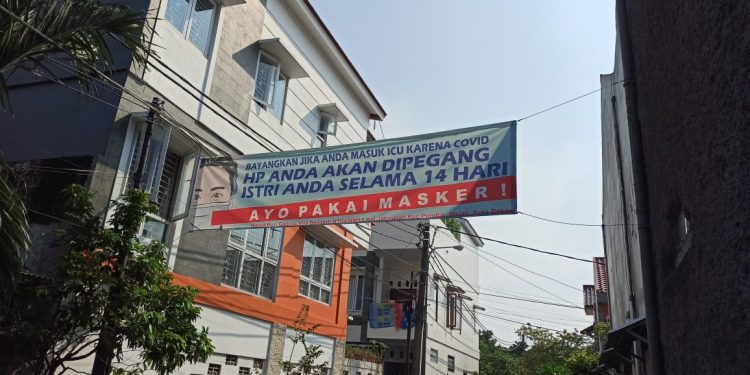 BAYANGKAN JIKA ANDA MASUK ICU KARENA COVID
HP ANDA AKAN DIPEGANG
ISTRI ANDA SELAMA 14 HARI
AYO PAKAI MASKER !